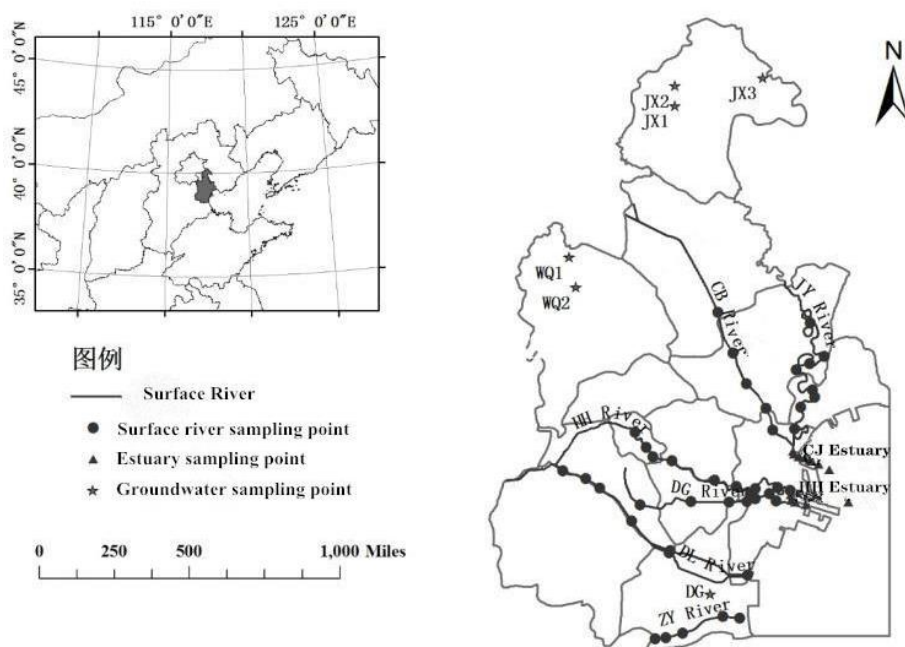 115° 0′0″E
125° 0′0″E
45° 0′0″N
40° 0′0″N
35° 0′0″N
N
JX2
JX1
JX3
WQ1
WQ2
CB River
JY River
HH River
CJ Estuary
HH Estuary
DG River
DL River
DG
ZY River
图例
Surface River
Surface river sampling point
Estuary sampling point
Groundwater sampling point
0 250 500 1,000 Miles